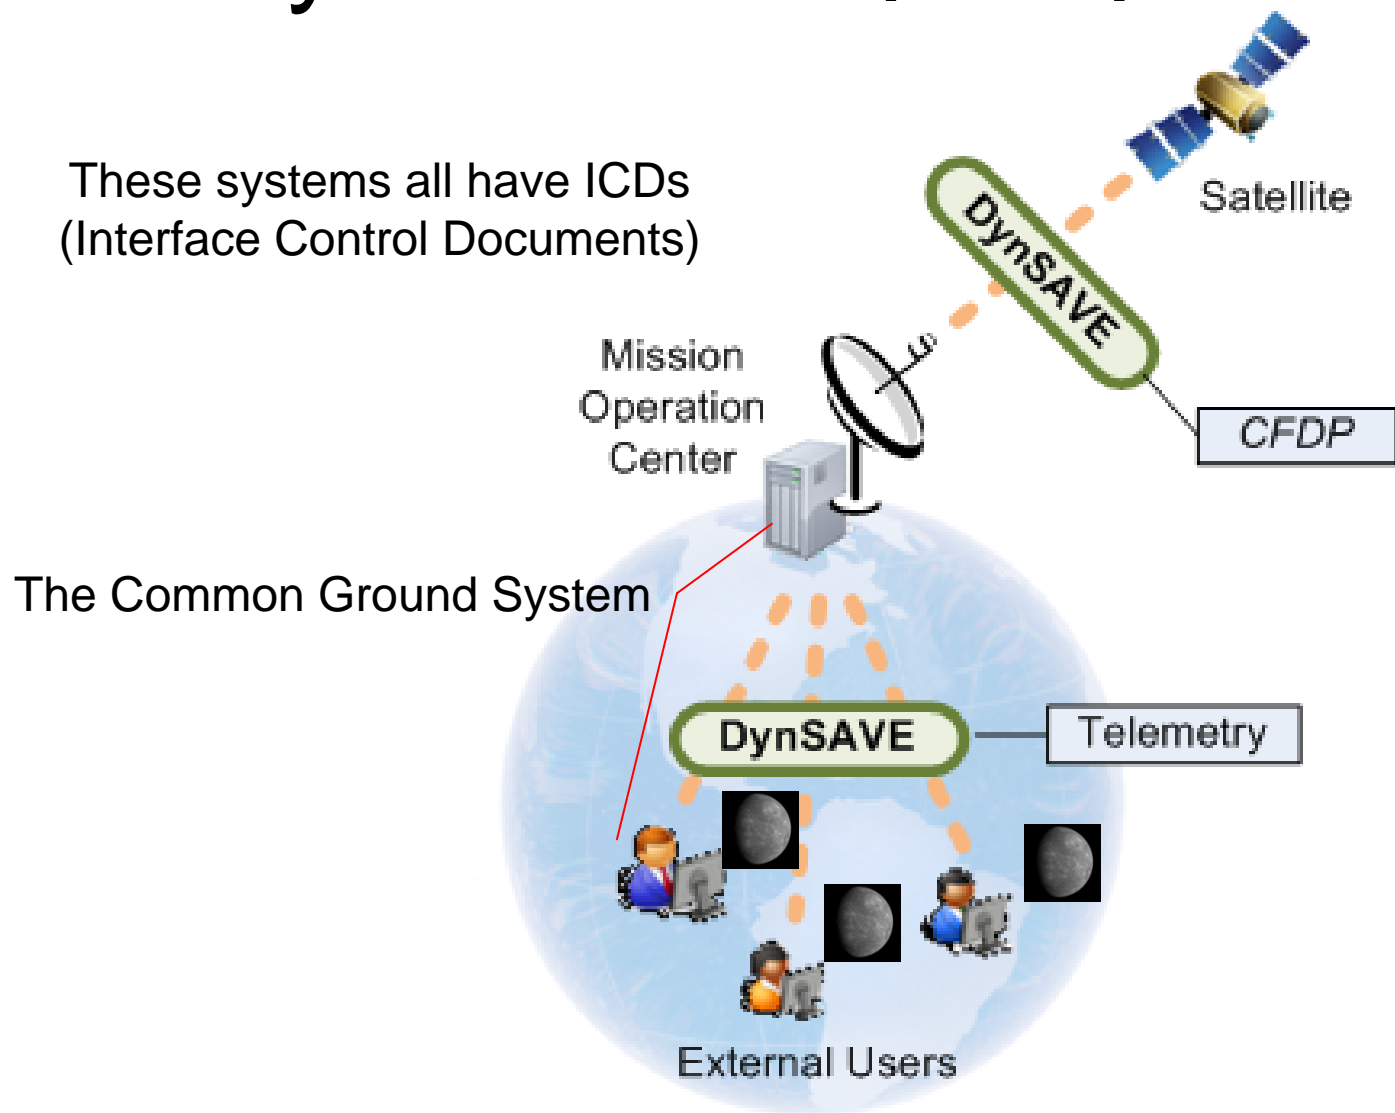 These systems all have ICDs
(Interface Control Documents)
Satellite
DynSAVE
Mission
Operation
Center
CFDP
The Common Ground System
DynSAVE
Telemetry
External Users